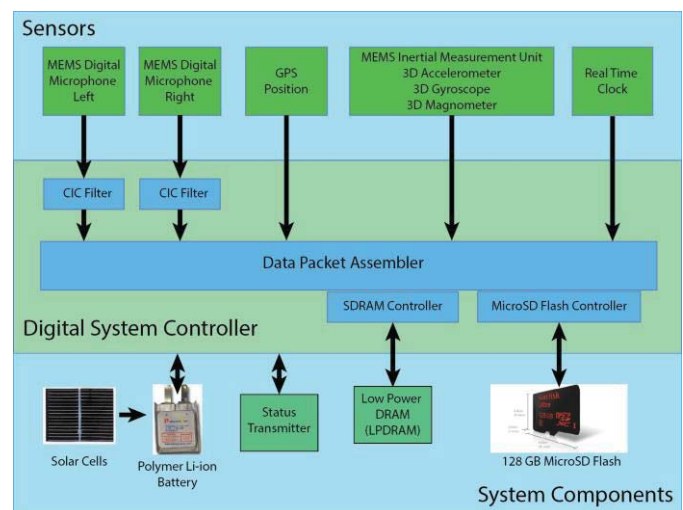 Sensors
MEMS Digital
Microphone
Left
MEMS Digital
Microphone
Right
GPS
Position
MEMS Inertial Measurement Unit
3D Accelerometer
3D Gyroscope
3D Magnometer
Real Time
Clock
CIC Filter
CIC Filter
Data Packet Assembler
SDRAM Controller
MicroSD Flash Controller
Digital System Controller
Solar Cells
Polymer Li-ion
Battery
Status
Transmitter
Low Power
DRAM
(LPDRAM)
128 GB MicroSD Flash
System Components